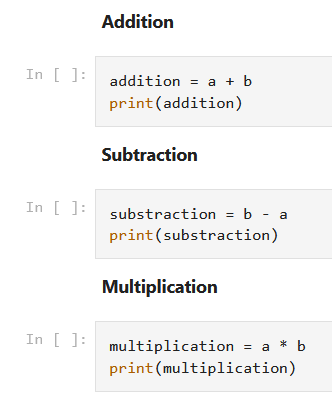 Addition
In [ ]:
addition = a + b
print(addition)
Subtraction
In [ ]:
substraction = b - a
print(substraction)
Multiplication
In [ ]:
multiplication = a * b
print(multiplication)